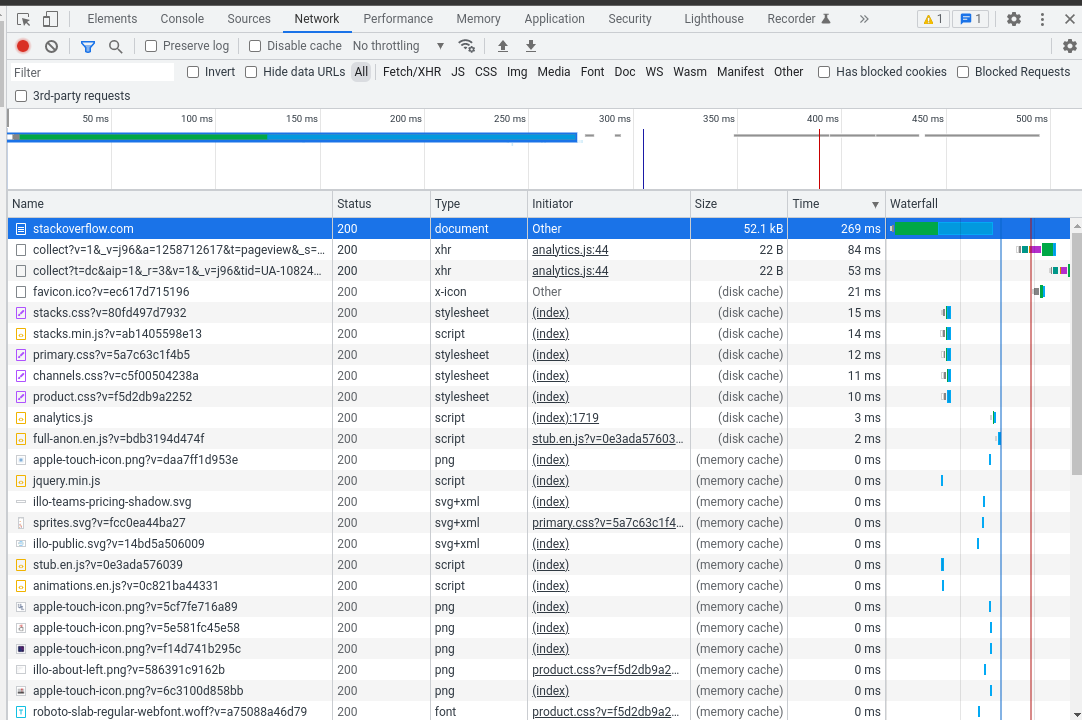 Elements Console Sources Network Performance Memory Application Security Lighthouse Recorder 1 1
Preserve log Disable cache No throttling
Filter Invert Hide data URLs All Fetch/XHR JS CSS Img Media Font Doc WS Wasm Manifest Other Has blocked cookies Blocked Requests
3rd-party requests
50 ms 100 ms 150 ms 200 ms 250 ms 300 ms 350 ms 400 ms 450 ms 500 ms
Name Status Type Initiator Size Time Waterfall
stackoverflow.com 200 document Other 52.1 kB 269 ms
collect?v=1&_v=j96&a=1258712617&t=pageview&_s=... 200 xhr analytics.js:44 22 B 84 ms
collect?t=dc&aip=1&_r=3&v=1&_v=j96&tid=UA-10824... 200 xhr analytics.js:44 22 B 53 ms
favicon.ico?v=ec617d715196 200 x-icon Other (disk cache) 21 ms
stacks.css?v=80fd497d7932 200 stylesheet (index) (disk cache) 15 ms
stacks.min.js?v=ab1405598e13 200 script (index) (disk cache) 14 ms
primary.css?v=5a7c63c1f4b5 200 stylesheet (index) (disk cache) 12 ms
channels.css?v=c5f00504238a 200 stylesheet (index) (disk cache) 11 ms
product.css?v=f5d2db9a2252 200 stylesheet (index) (disk cache) 10 ms
analytics.js 200 script (index):1719 (disk cache) 3 ms
full-anon.en.js?v=bdb3194d474f 200 script stub.en.js?v=0e3ada57603... (disk cache) 2 ms
apple-touch-icon.png?v=daa7ff1d953e 200 png (index) (memory cache) 0 ms
jquery.min.js 200 script (index) (memory cache) 0 ms
illo-teams-pricing-shadow.svg 200 svg+xml (index) (memory cache) 0 ms
sprites.svg?v=fcc0ea44ba27 200 svg+xml primary.css?v=5a7c63c1f4... (memory cache) 0 ms
illo-public.svg?v=14bd5a506009 200 svg+xml (index) (memory cache) 0 ms
stub.en.js?v=0e3ada576039 200 script (index) (memory cache) 0 ms
animations.en.js?v=0c821ba44331 200 script (index) (memory cache) 0 ms
apple-touch-icon.png?v=5cf7fe716a89 200 png (index) (memory cache) 0 ms
apple-touch-icon.png?v=5e581fc45e58 200 png (index) (memory cache) 0 ms
apple-touch-icon.png?v=f14d741b295c 200 png (index) (memory cache) 0 ms
illo-about-left.png?v=586391c9162b 200 png product.css?v=f5d2db9a2... (memory cache) 0 ms
apple-touch-icon.png?v=6c3100d858bb 200 png (index) (memory cache) 0 ms
roboto-slab-regular-webfont.woff?v=a75088a46d79 200 font product.css?v=f5d2db9a2... (memory cache) 0 ms